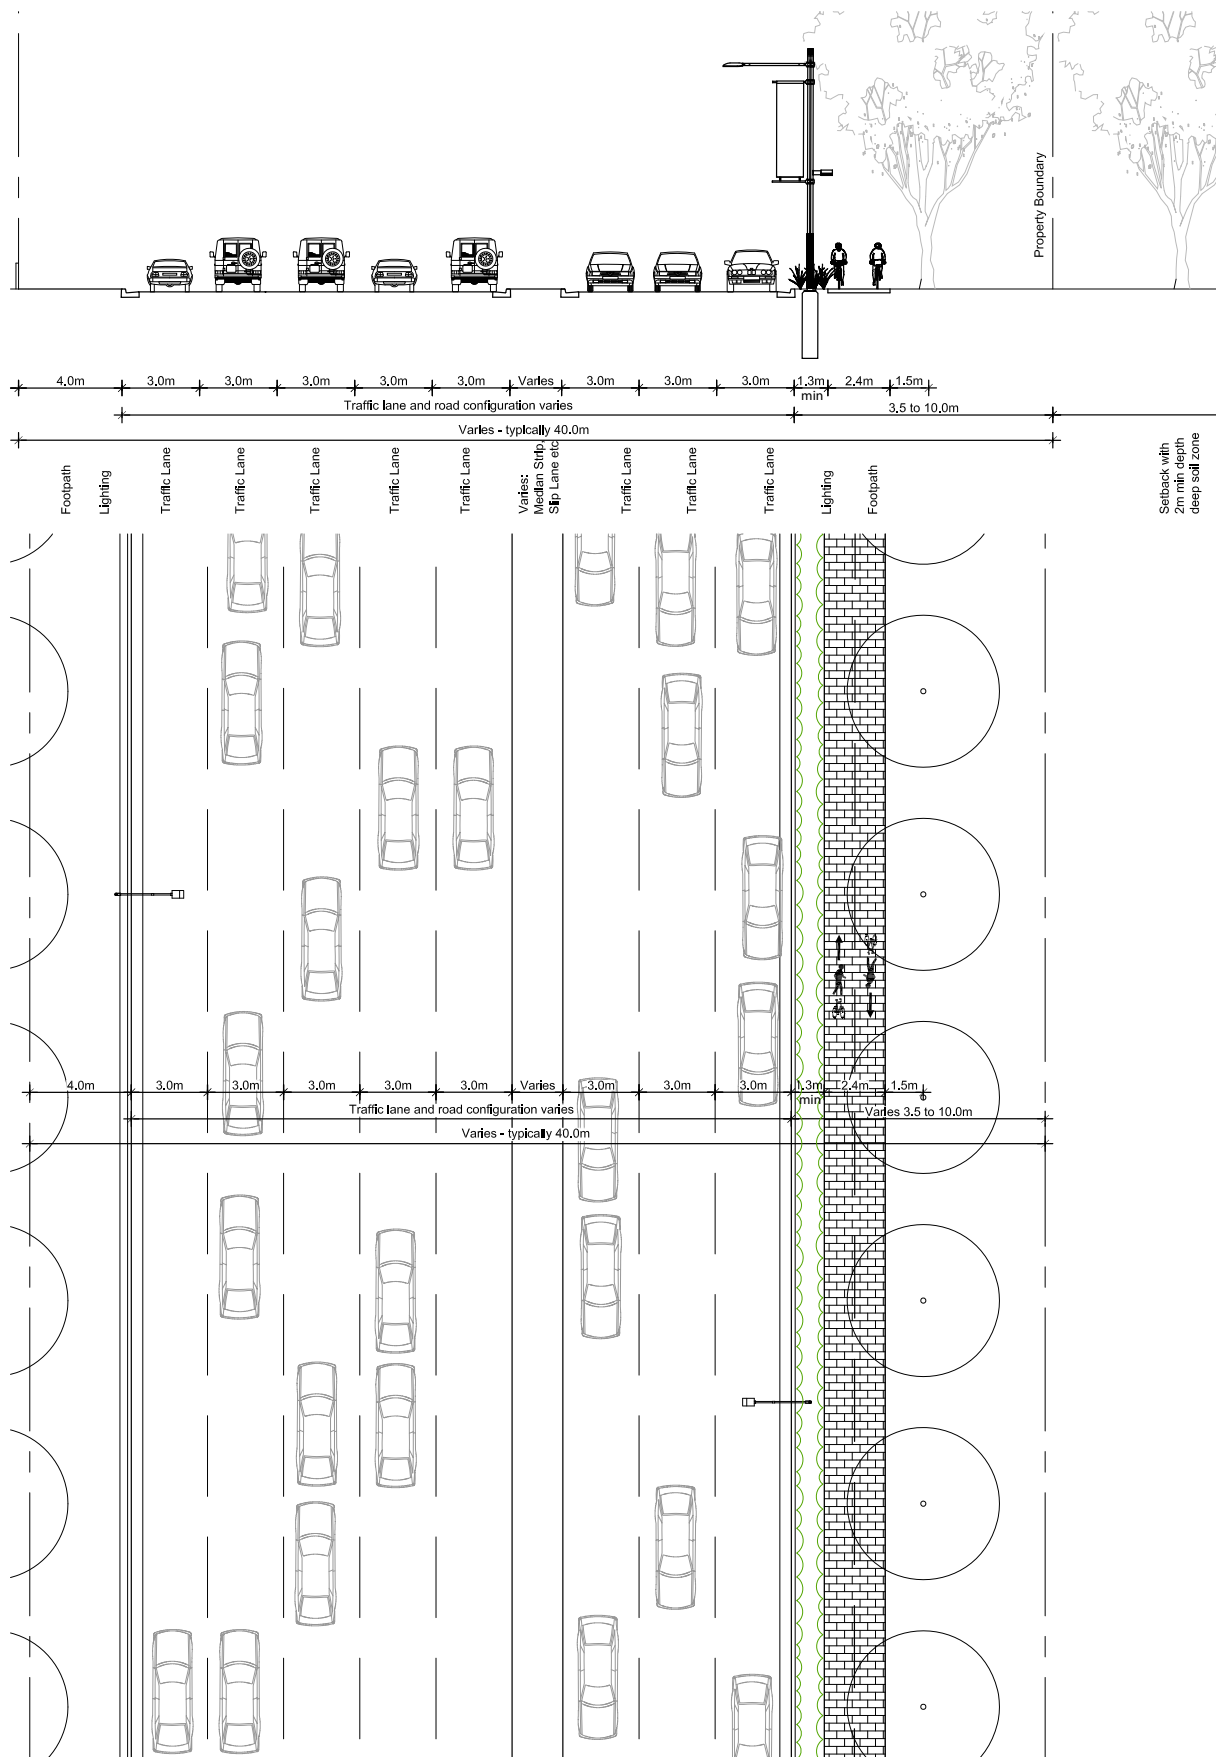 Property Boundary
4.0m 3.0m 3.0m 3.0m 3.0m 3.0m Varies 3.0m 3.0m 3.0m 1.3m 2.4m 1.5m
min
Traffic lane and road configuration varies 3.5 to 10.0m
Varies - typically 40.0m
Footpath
Lighting
Traffic Lane
Traffic Lane
Traffic Lane
Traffic Lane
Traffic Lane
Varies:
Median Strip,
Slip Lane etc
Traffic Lane
Traffic Lane
Traffic Lane
Lighting
Footpath
Setback with
2m min depth
deep soil zone
4.0m 3.0m 3.0m 3.0m 3.0m 3.0m Varies 3.0m 3.0m 3.0m 1.3m 2.4m 1.5m
min
Traffic lane and road configuration varies Varies 3.5 to 10.0m
Varies - typically 40.0m